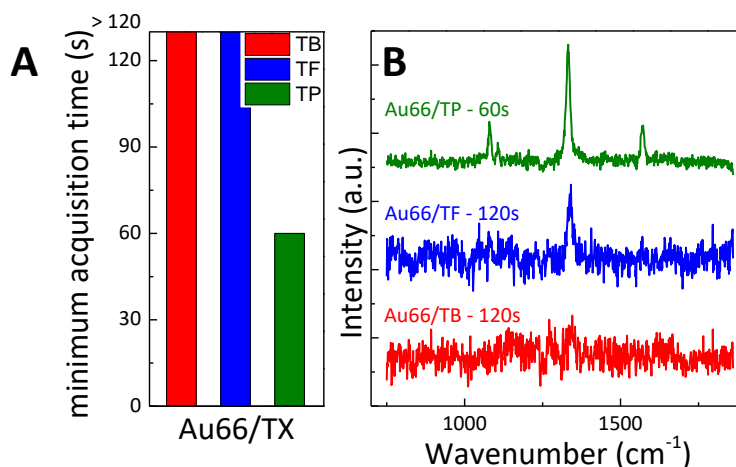 A
minimum acquisition time (s)
> 120
120
90
60
30
0
TB
TF
TP
Au66/TX
B
Intensity (a.u.)
Au66/TP - 60s
Au66/TF - 120s
Au66/TB - 120s
1000
1500
Wavenumber (cm⁻¹)